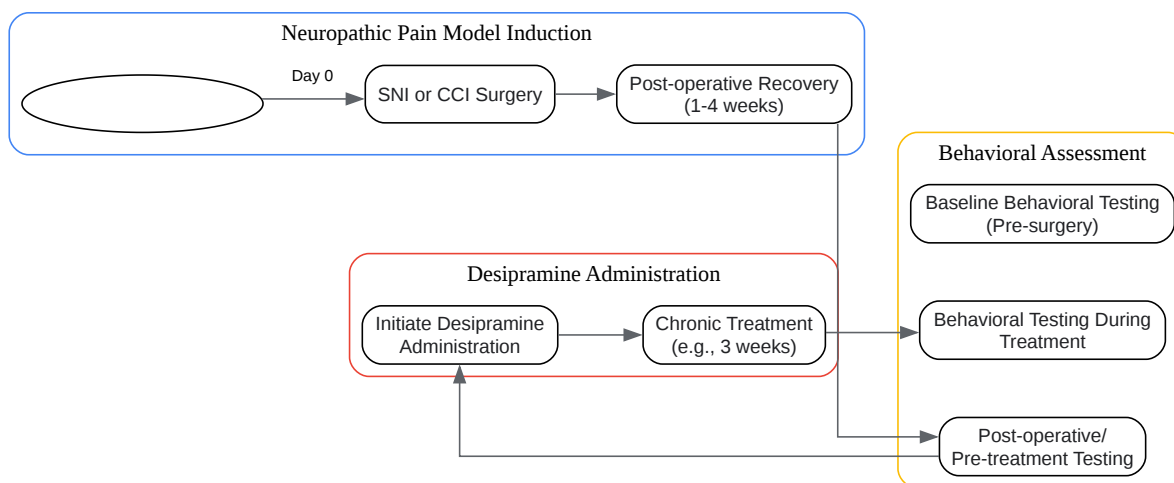 Neuropathic Pain Model Induction
Day 0
SNI or CCI Surgery
Post-operative Recovery
(1-4 weeks)
Behavioral Assessment
Baseline Behavioral Testing
(Pre-surgery)
Desipramine Administration
Initiate Desipramine
Administration
Chronic Treatment
(e.g., 3 weeks)
Behavioral Testing During
Treatment
Post-operative/
Pre-treatment Testing